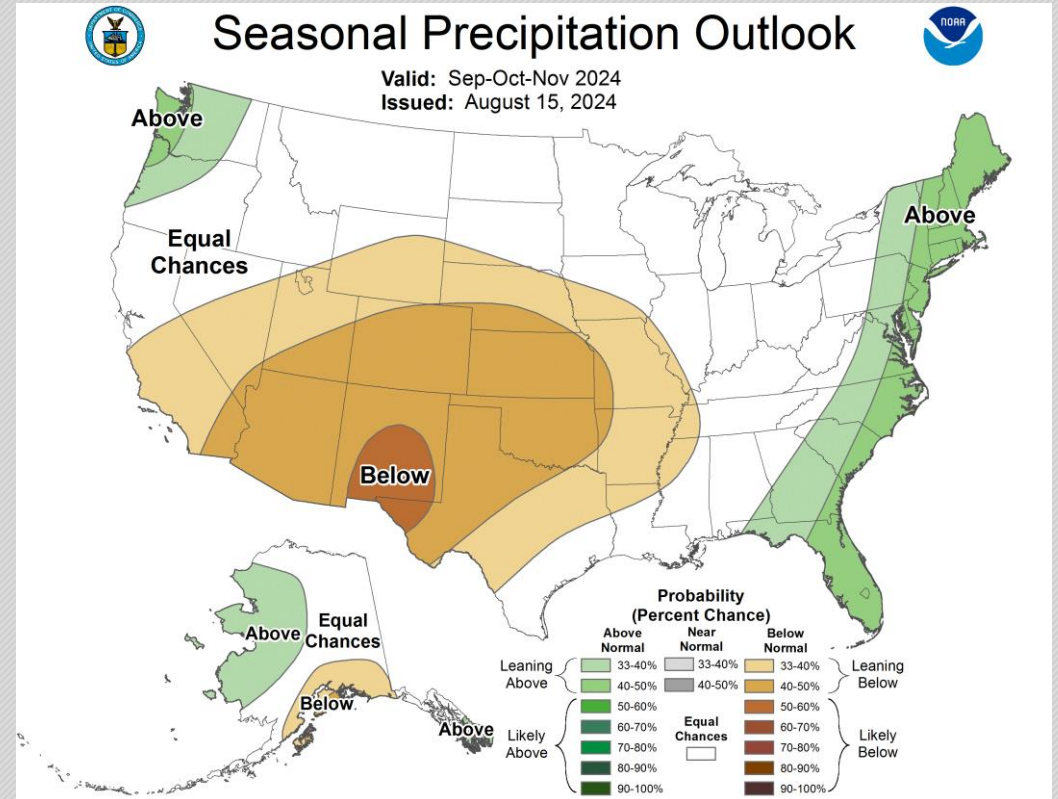 Seasonal Precipitation Outlook
NOAA
Valid: Sep-Oct-Nov 2024
Issued: August 15, 2024
Above
Equal
Chances
Above
Below
Above
Equal
Chances
Below
Above
Probability
(Percent Chance)
Above
Normal
Near
Normal
Below
Normal
Leaning
Above
33-40%
40-50%
33-40%
40-50%
33-40%
40-50%
Leaning
Below
Likely
Above
50-60%
60-70%
70-80%
80-90%
90-100%
Equal
Chances
50-60%
60-70%
70-80%
80-90%
90-100%
Likely
Below